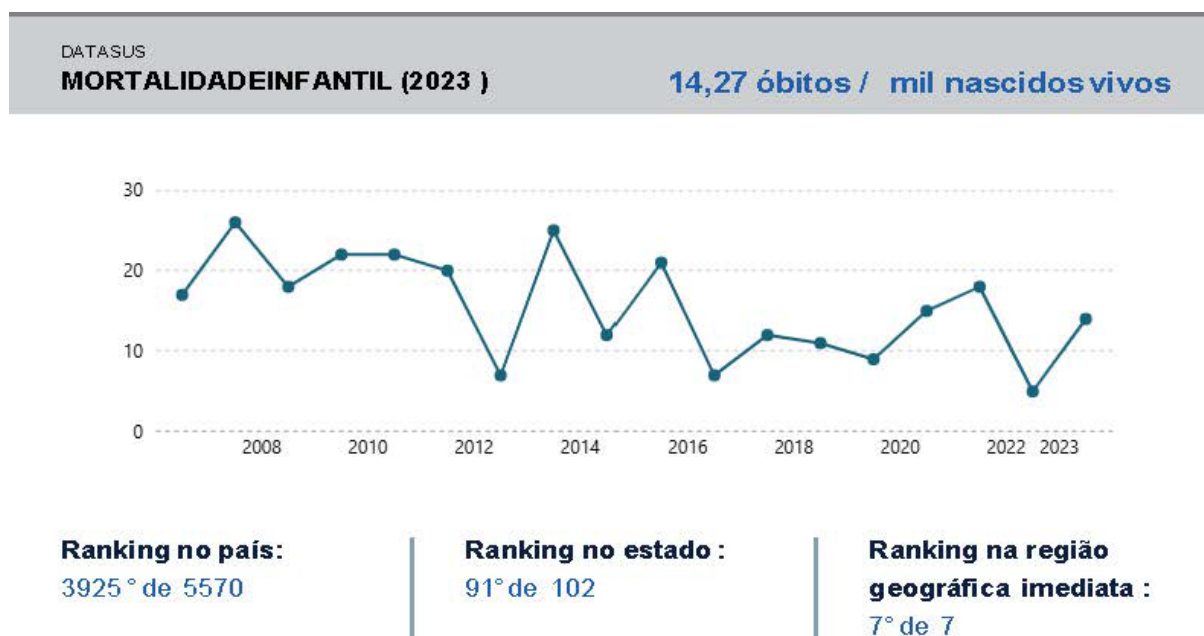 DATASUS
MORTALIDADEINFANTIL (2023 )
14,27 óbitos / mil nascidos vivos
30
20
10
0
2008 2010 2012 2014 2016 2018 2020 2022 2023
Ranking no país:
3925° de 5570
Ranking no estado :
91° de 102
Ranking na região
geográfica imediata :
7° de 7